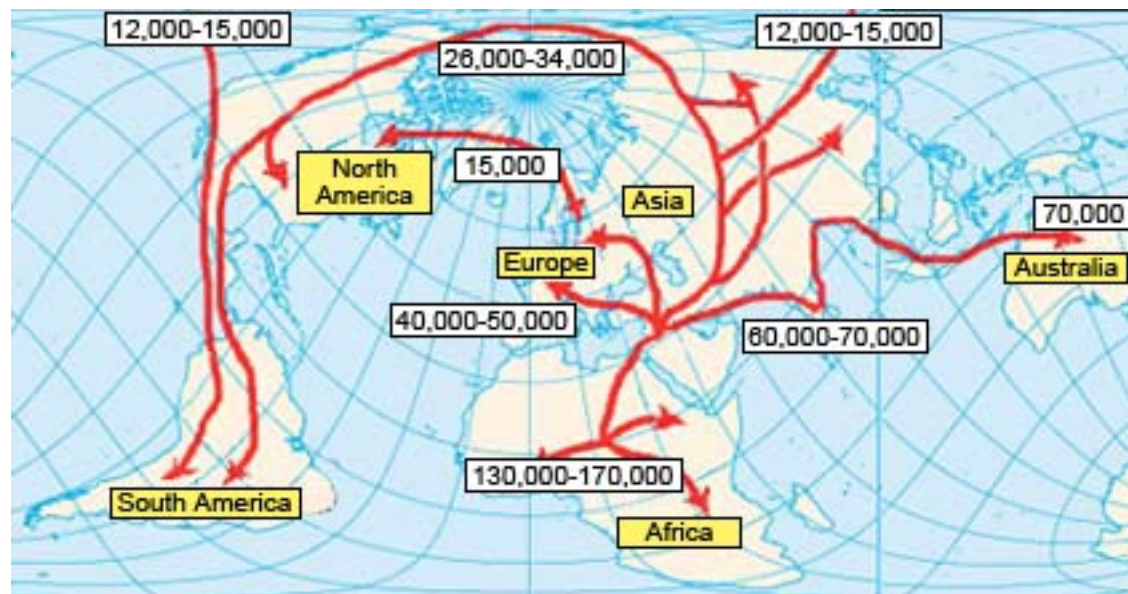 12,000-15,000
12,000-15,000
26,000-34,000
15,000
North
America
Asia
70,000
Europe
Australia
40,000-50,000
60,000-70,000
130,000-170,000
South America
Africa